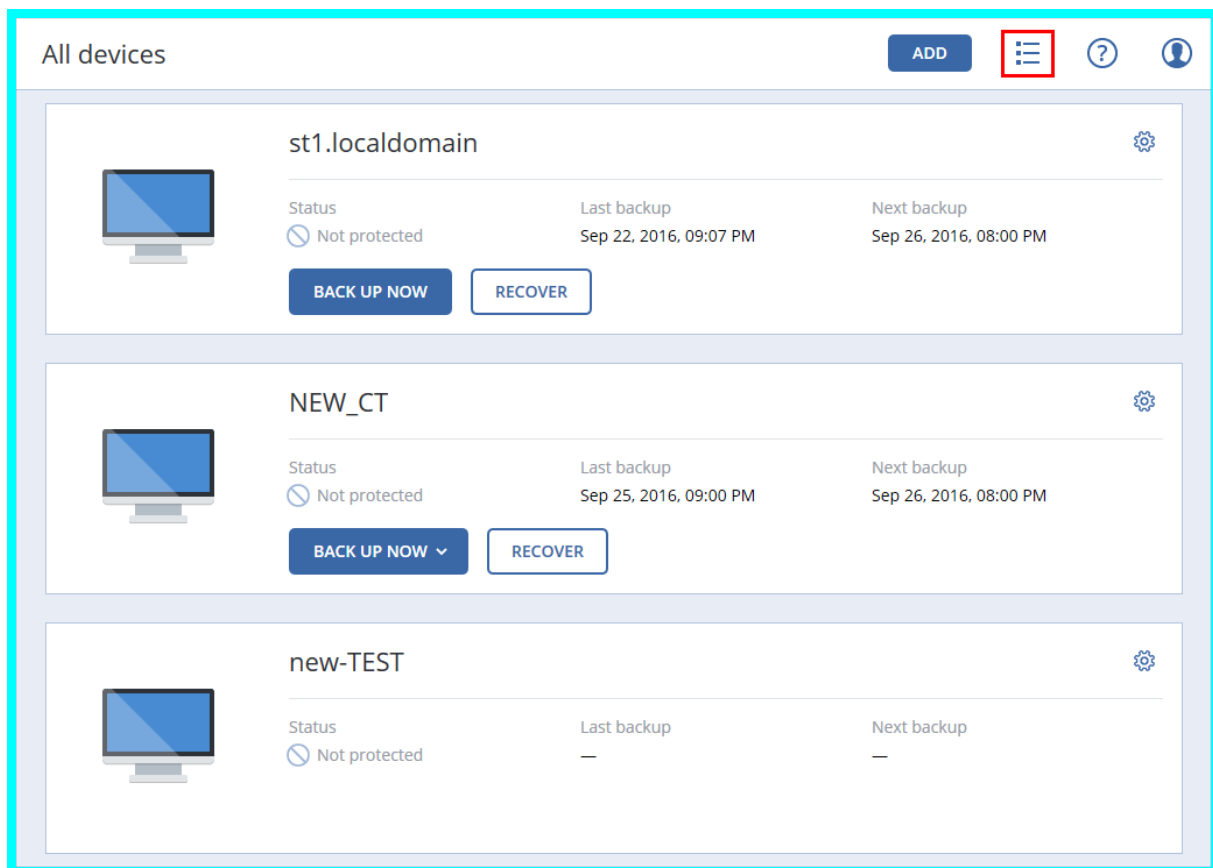 All devices
ADD
?
st1.localdomain
Status Last backup Next backup
Not protected Sep 22, 2016, 09:07 PM Sep 26, 2016, 08:00 PM
BACK UP NOW RECOVER
NEW_CT
Status Last backup Next backup
Not protected Sep 25, 2016, 09:00 PM Sep 26, 2016, 08:00 PM
BACK UP NOW RECOVER
new-TEST
Status Last backup Next backup
Not protected — —